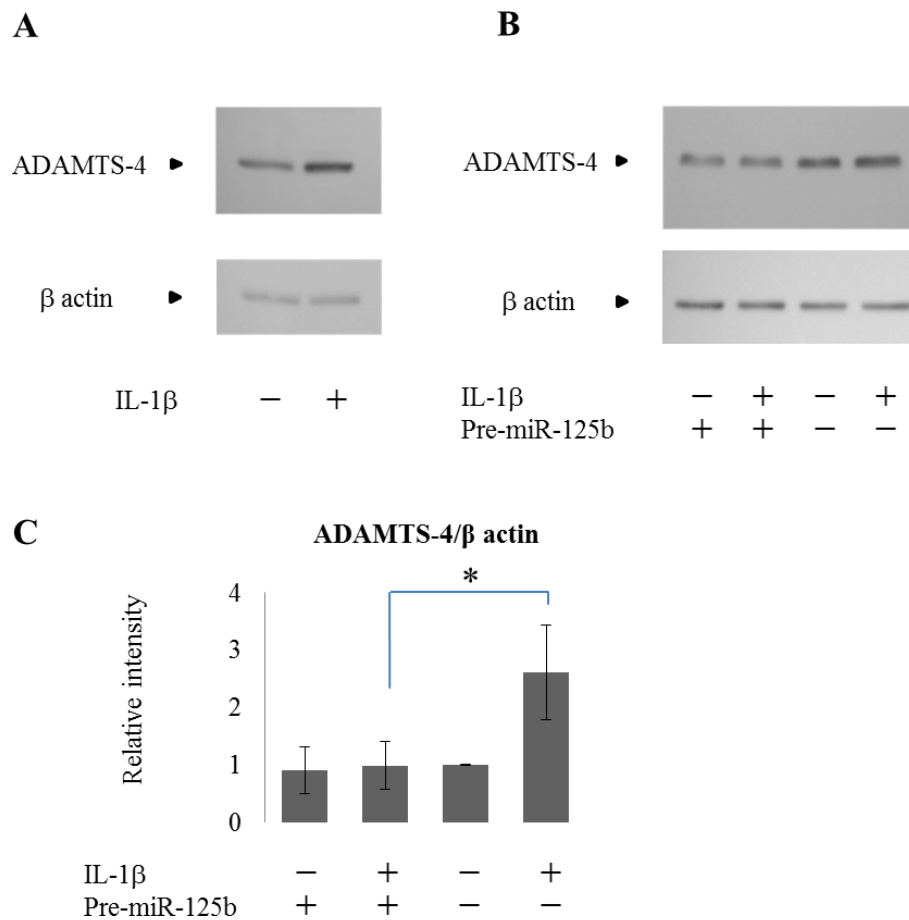 A
B
ADAMTS-4
ADAMTS-4
β actin
β actin
IL-1β − +
IL-1β − + − +
Pre-miR-125b + + − −
C
ADAMTS-4/β actin
*
Relative intensity
4
3
2
1
0
IL-1β − + − +
Pre-miR-125b + + − −